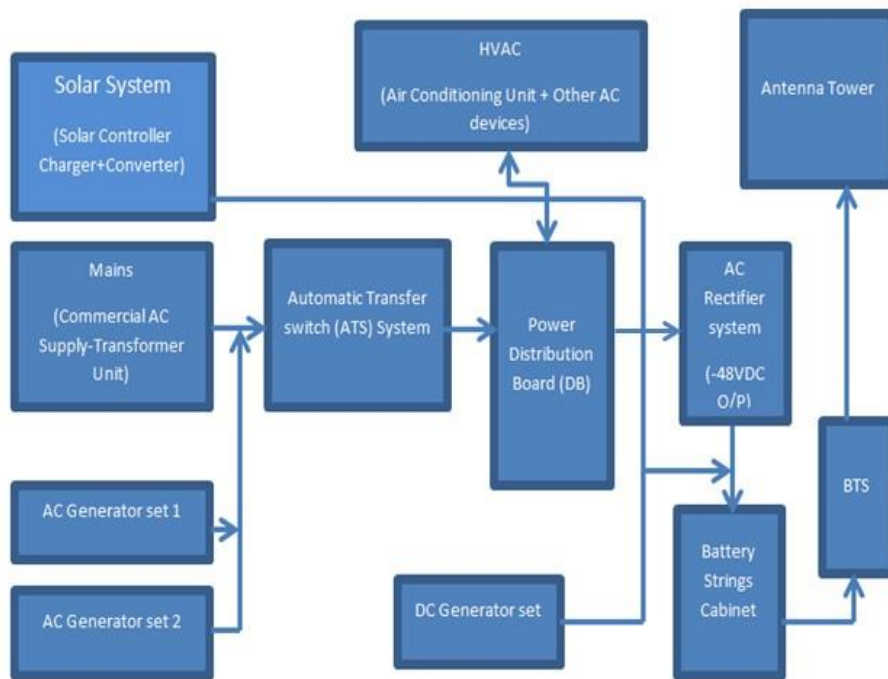 Solar System
(Solar Controller
Charger+Converter)
HVAC
(Air Conditioning Unit + Other AC
devices)
Antenna Tower
Mains
(Commercial AC
Supply-Transformer
Unit)
Automatic Transfer
switch (ATS) System
Power
Distribution
Board (DB)
AC
Rectifier
system
(-48VDC
O/P)
AC Generator set 1
AC Generator set 2
DC Generator set
Battery
Strings
Cabinet
BTS